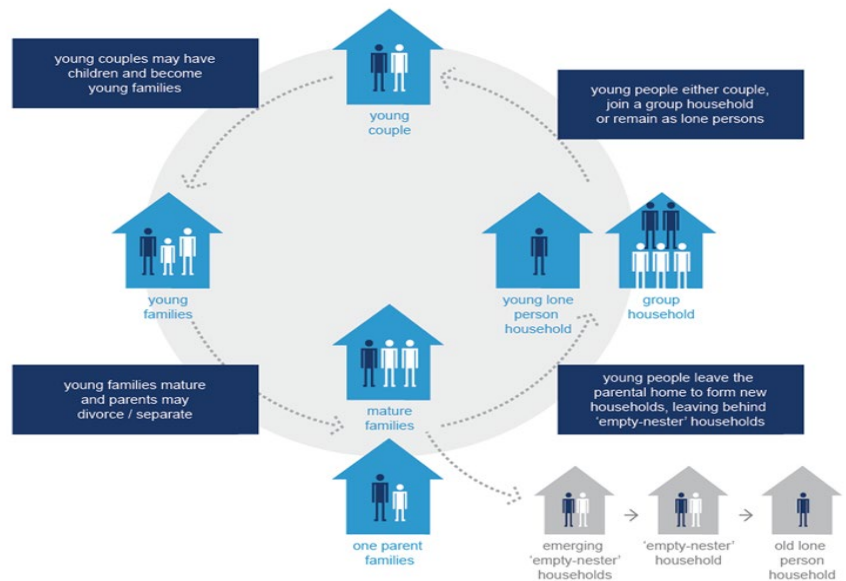 young couples may have
children and become
young families
young
couple
young people either couple,
join a group household
or remain as lone persons
young
families
young lone
person
household
group
household
young families mature
and parents may
divorce / separate
mature
families
young people leave the
parental home to form new
households, leaving behind
‘empty-nester’ households
one parent
families
emerging
‘empty-nester’
households
‘empty-nester’
household
old lone
person
household